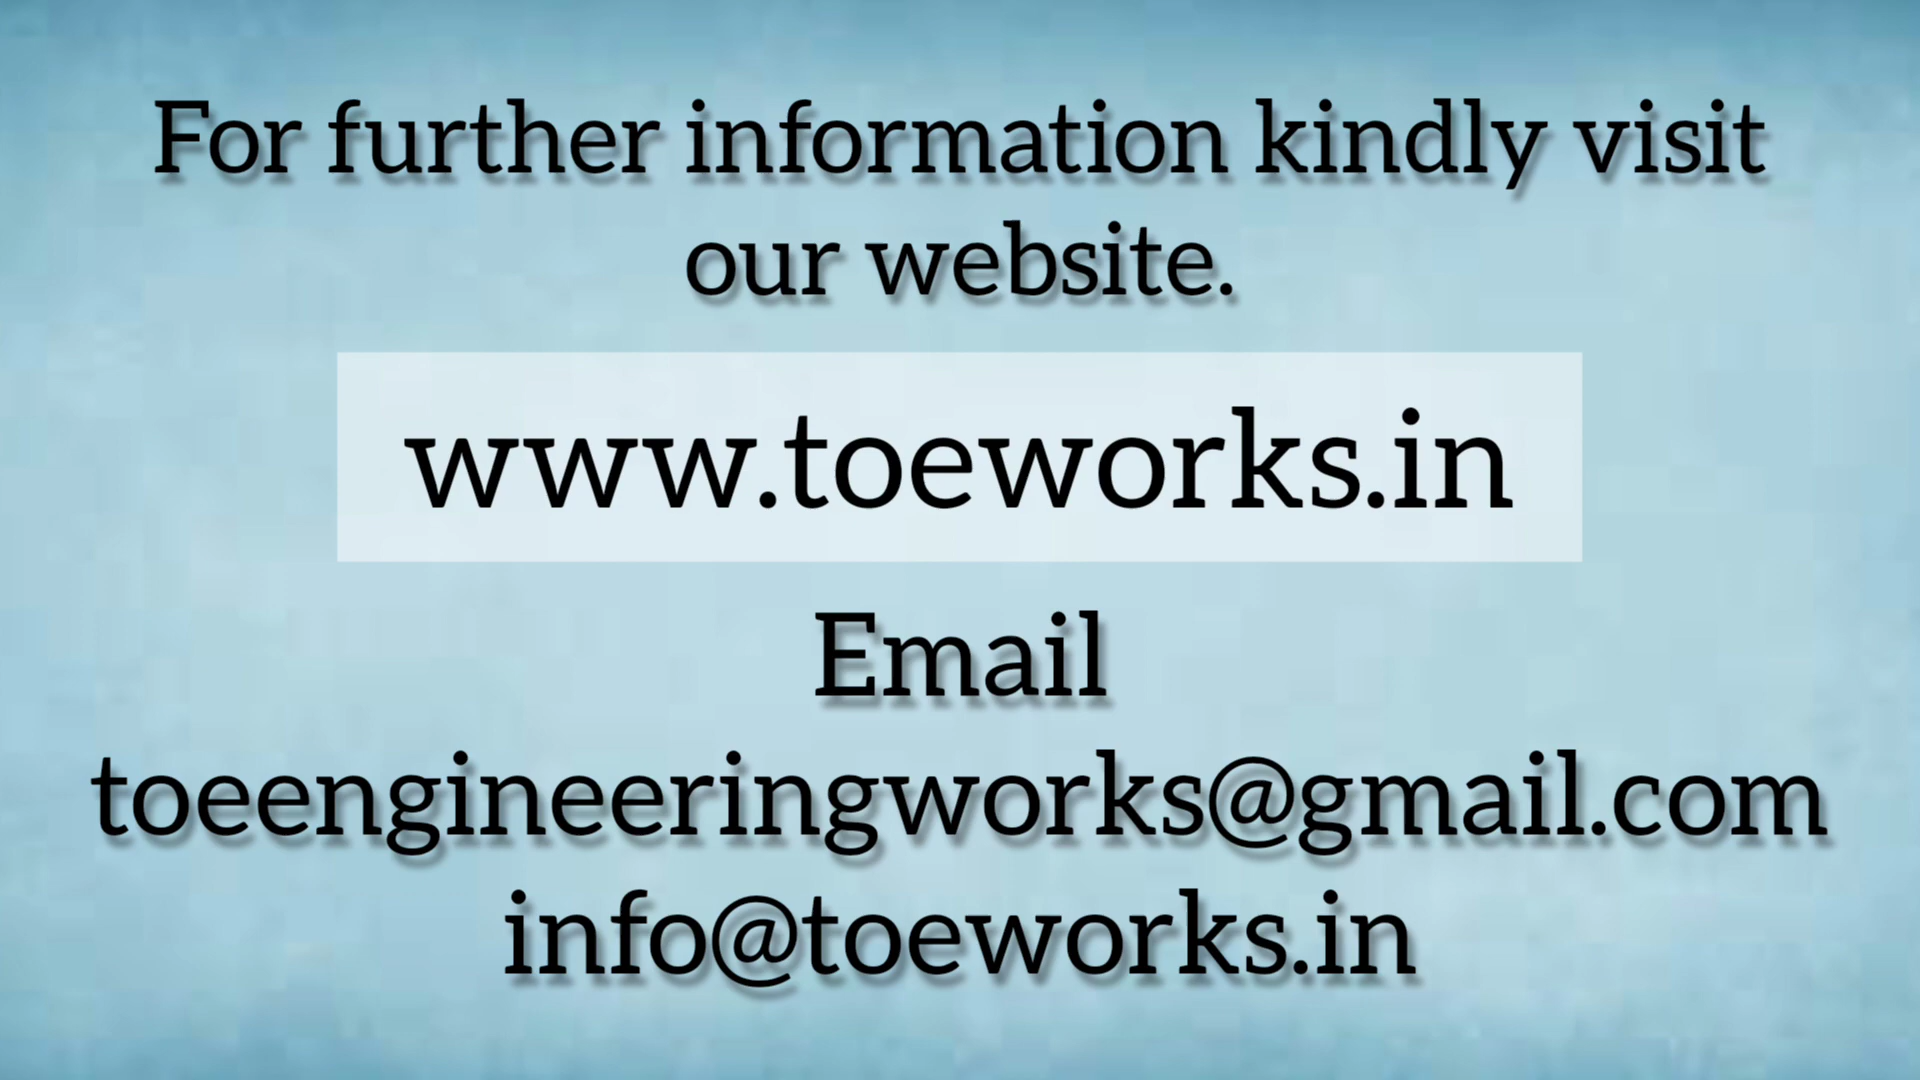 For further information kindly visit
our website.
www.toeworks.in
Email
toeengineeringworks@gmail.com
info@toeworks.in